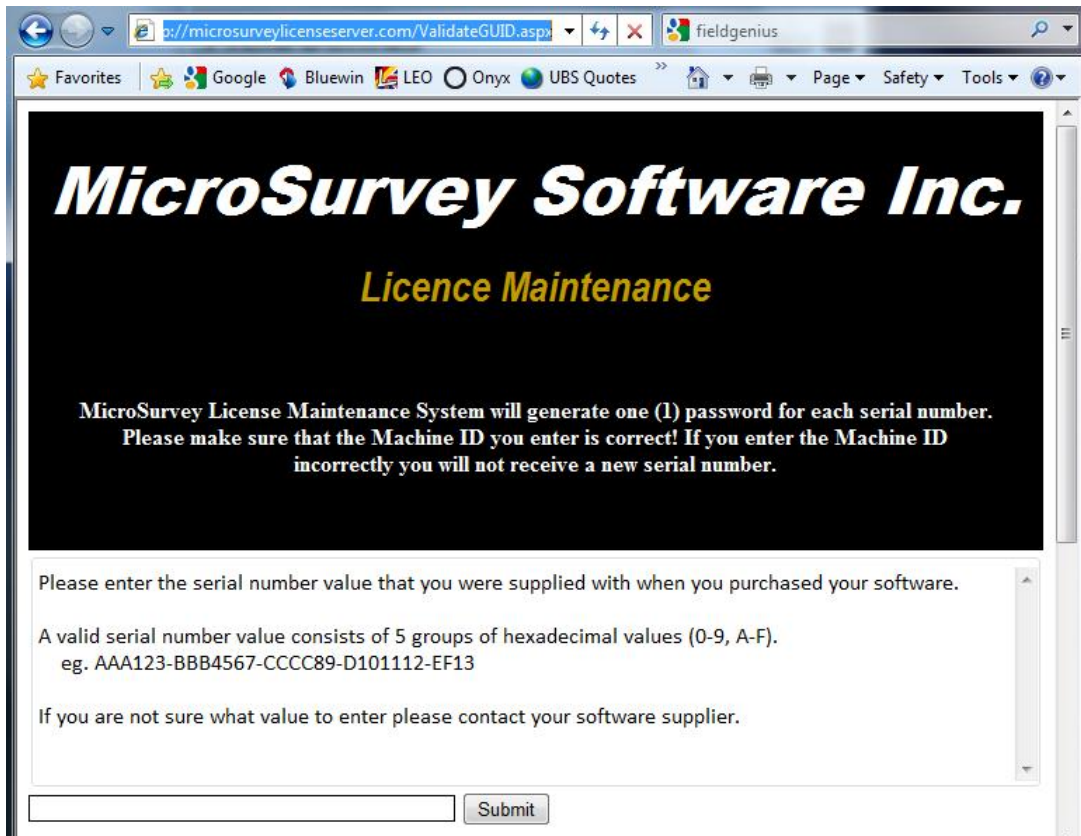 p://microsurveylicenseserver.com/ValidateGUID.aspx
fieldgenius
Favorites Google Bluewin LEO Onyx UBS Quotes » Page Safety Tools
MicroSurvey Software Inc.
Licence Maintenance
MicroSurvey License Maintenance System will generate one (1) password for each serial number.
Please make sure that the Machine ID you enter is correct! If you enter the Machine ID
incorrectly you will not receive a new serial number.
Please enter the serial number value that you were supplied with when you purchased your software.
A valid serial number value consists of 5 groups of hexadecimal values (0-9, A-F).
eg. AAA123-BBB4567-CCCC89-D101112-EF13
If you are not sure what value to enter please contact your software supplier.
Submit